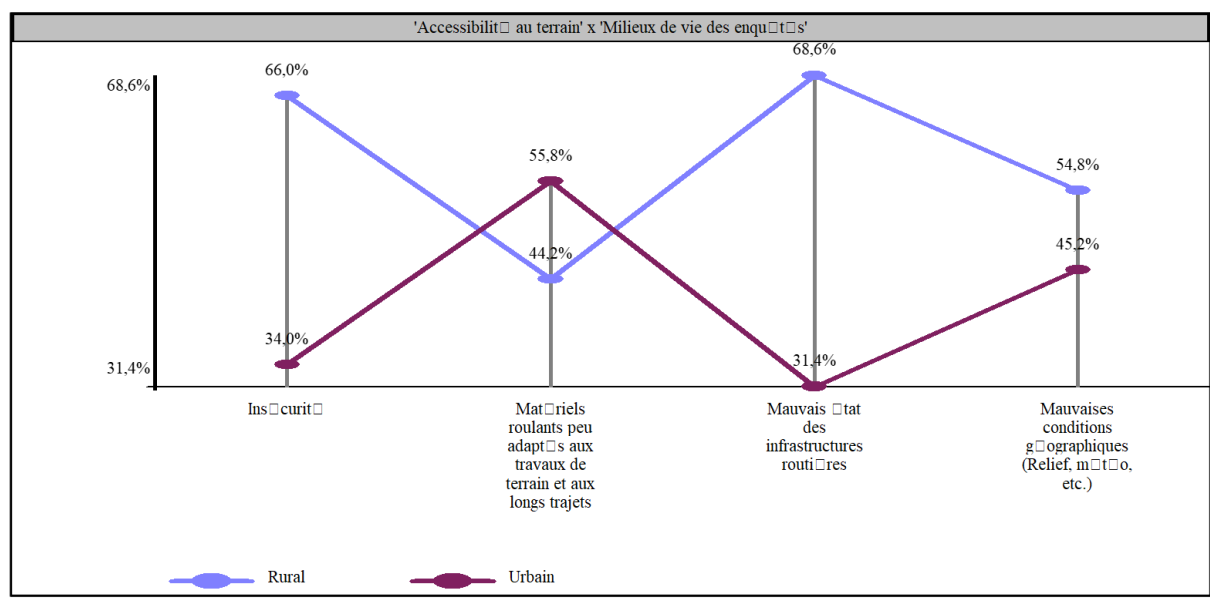 'Accessibilit□ au terrain' x 'Milieux de vie des enqu□t□s'
68,6%
66,0%
68,6%
55,8%
54,8%
44,2%
45,2%
34,0%
31,4%
31,4%
Ins□curit□
Mat□riels
roulants peu
adapt□s aux
travaux de
terrain et aux
longs trajets
Mauvais □tat
des
infrastructures
routi□res
Mauvaises
conditions
g□ographiques
(Relief, m□t□o,
etc.)
Rural
Urbain